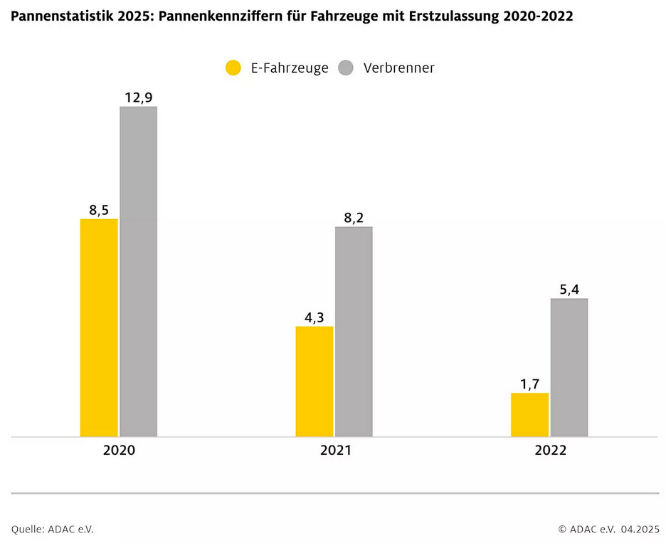 Pannenstatistik 2025: Pannenkennziffern für Fahrzeuge mit Erstzulassung 2020-2022
E-Fahrzeuge Verbrenner
12,9
8,5
8,2
4,3
5,4
1,7
2020 2021 2022
Quelle: ADAC e.V. © ADAC e.V. 04.2025